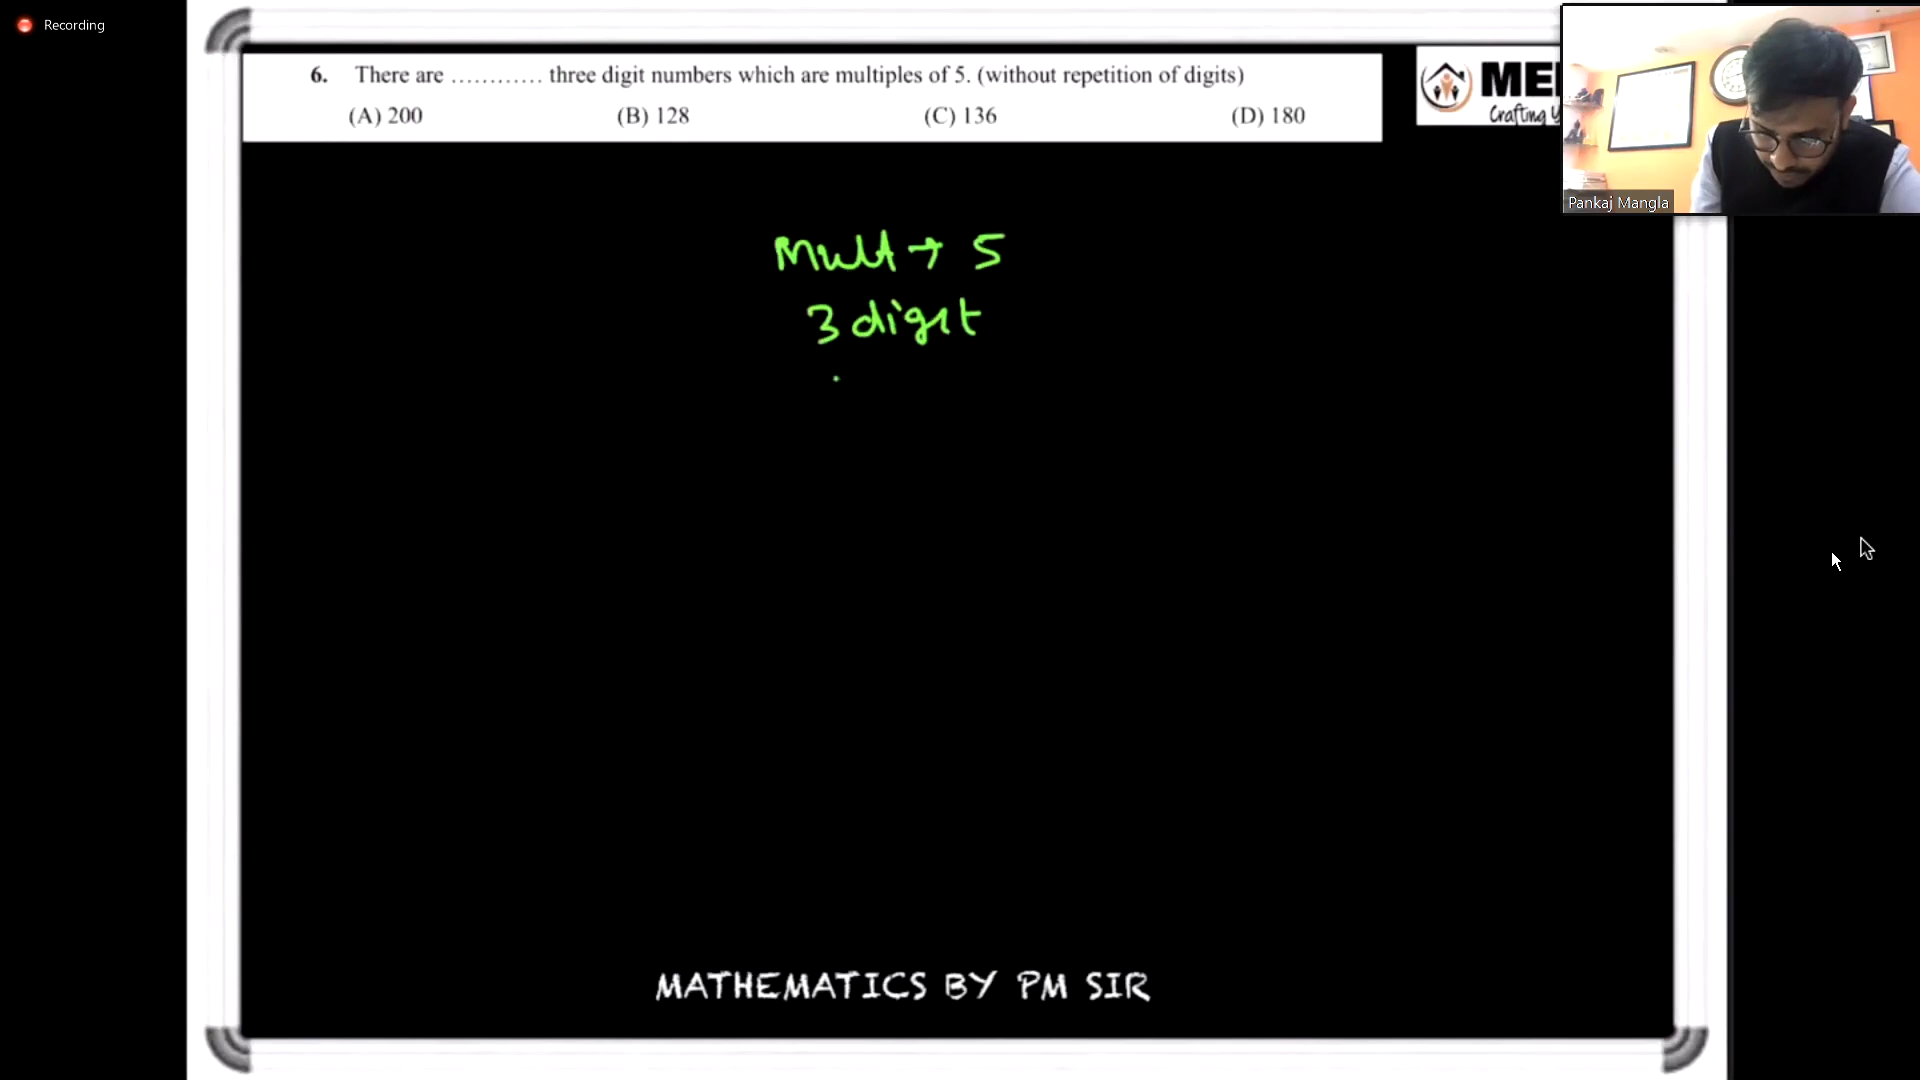 Recording
6. There are ………… three digit numbers which are multiples of 5. (without repetition of digits)
(A) 200 (B) 128 (C) 136 (D) 180
Crafting
Pankaj Mangla
Mult → 5
3 digit
MATHEMATICS BY PM SIR